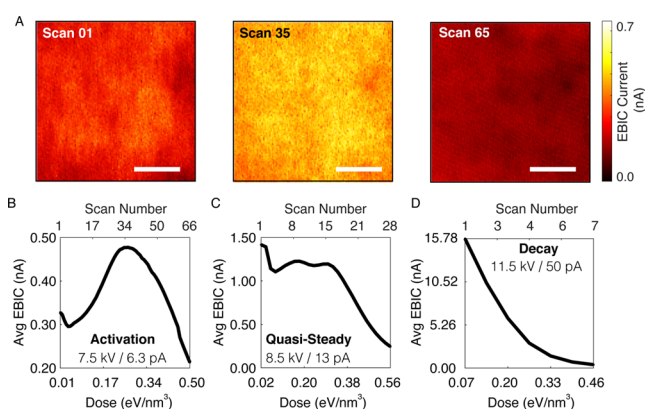 A
Scan 01
Scan 35
Scan 65
0.7
0.0
EBIC Current
(nA)
B
Scan Number
1 17 34 50 66
0.50
0.40
0.30
0.20
Avg EBIC (nA)
Activation
7.5 kV / 6.3 pA
0.01 0.17 0.34 0.50
Dose (eV/nm³)
C
Scan Number
1 8 15 21 28
1.50
1.00
0.50
0.00
Avg EBIC (nA)
Quasi-Steady
8.5 kV / 13 pA
0.02 0.20 0.38 0.56
Dose (eV/nm³)
D
Scan Number
1 3 4 6 7
15.78
10.52
5.26
0.00
Avg EBIC (nA)
Decay
11.5 kV / 50 pA
0.07 0.20 0.33 0.46
Dose (eV/nm³)